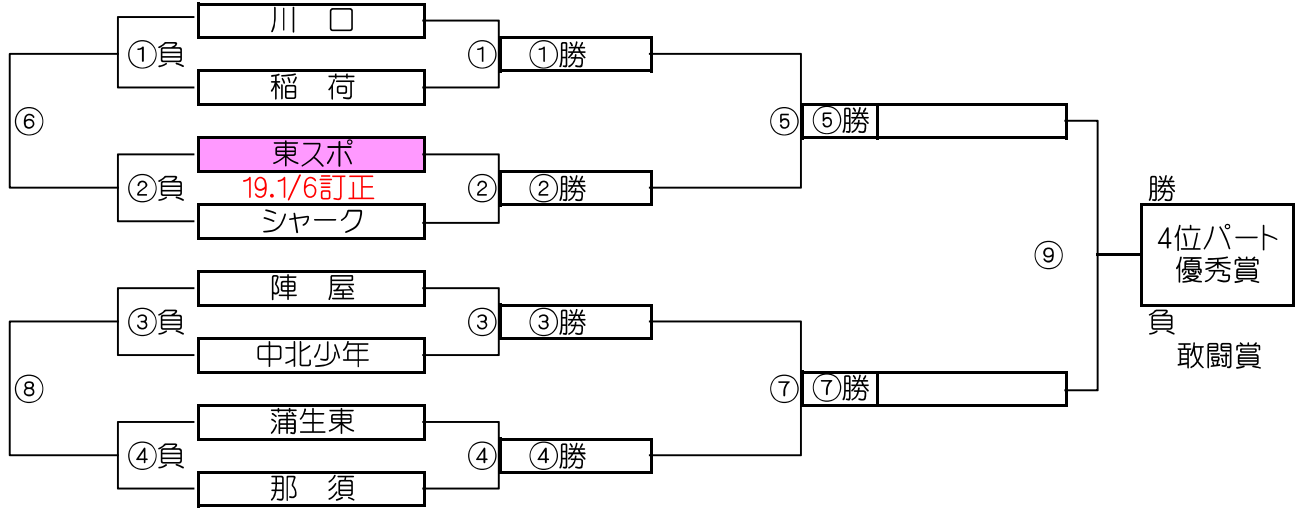 川　口
①負
①
①勝
稲　荷
⑥
⑤
⑤勝
東スポ
②負
19.1/6訂正
②
②勝
シャーク
勝
4位パート
優秀賞
⑨
陣　屋
③負
③
③勝
負
敢闘賞
中北少年
⑧
⑦
⑦勝
蒲生東
④負
④
④勝
那　須